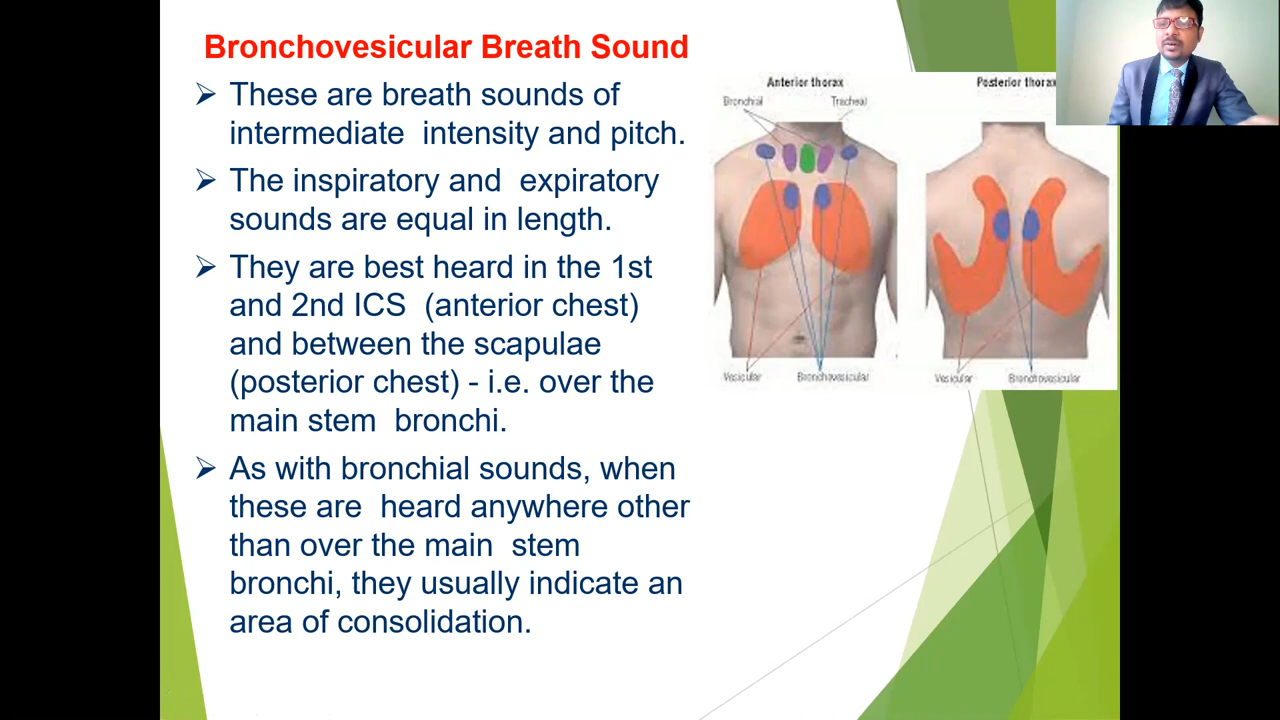 Bronchovesicular Breath Sound
➢ These are breath sounds of
intermediate intensity and pitch.
➢ The inspiratory and expiratory
sounds are equal in length.
➢ They are best heard in the 1st
and 2nd ICS (anterior chest)
and between the scapulae
(posterior chest) - i.e. over the
main stem bronchi.
➢ As with bronchial sounds, when
these are heard anywhere other
than over the main stem
bronchi, they usually indicate an
area of consolidation.
Anterior thorax
Bronchial Tracheal
Vesicular Bronchovesicular
Posterior thorax
Vesicular Bronchovesicular